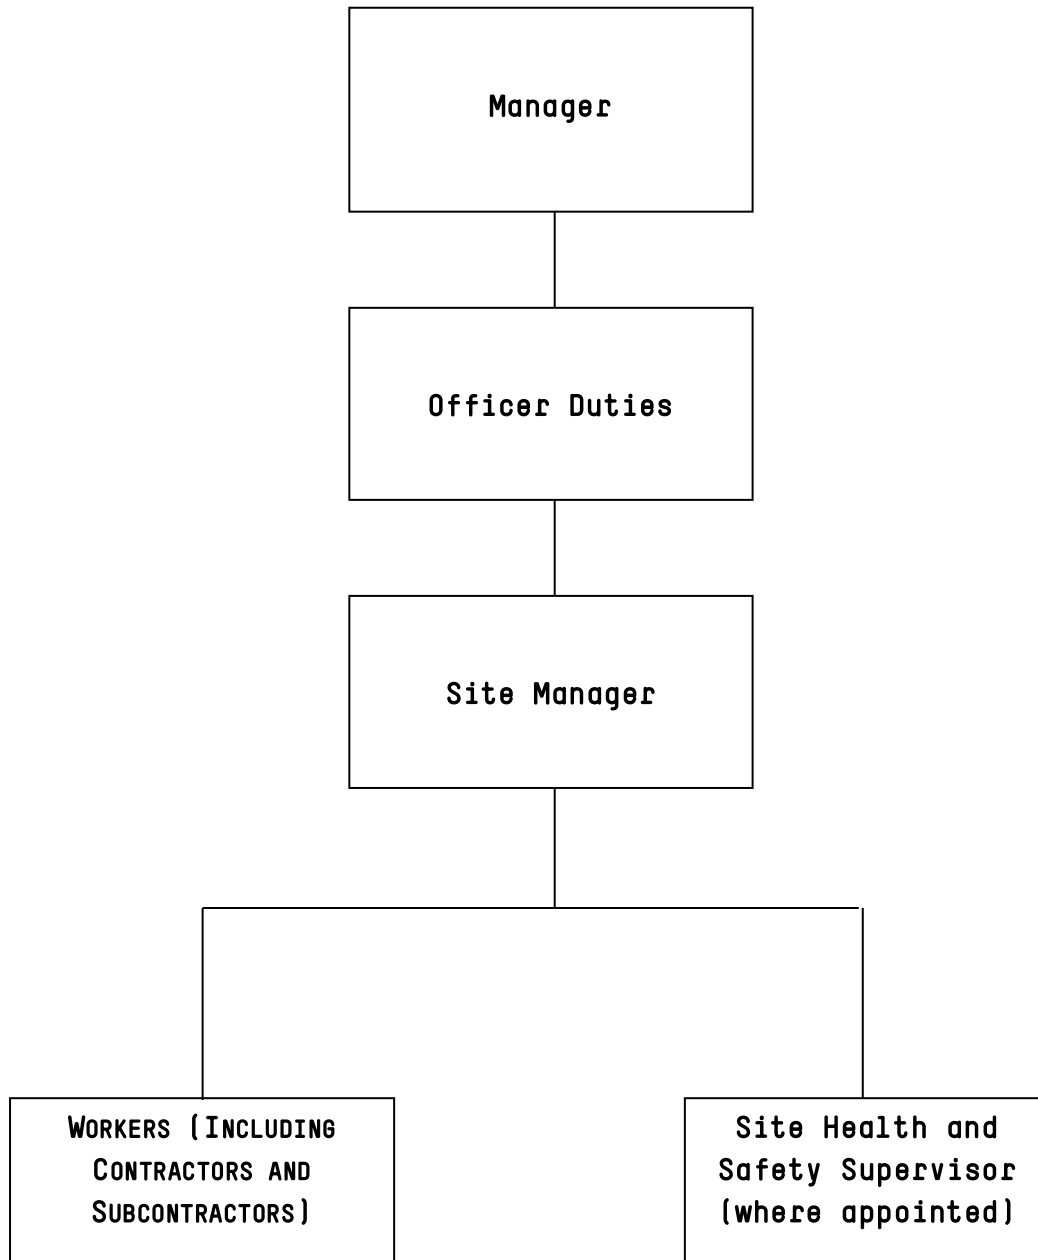 Manager
Officer Duties
Site Manager
WORKERS (INCLUDING
CONTRACTORS AND
SUBCONTRACTORS)
Site Health and
Safety Supervisor
(where appointed)